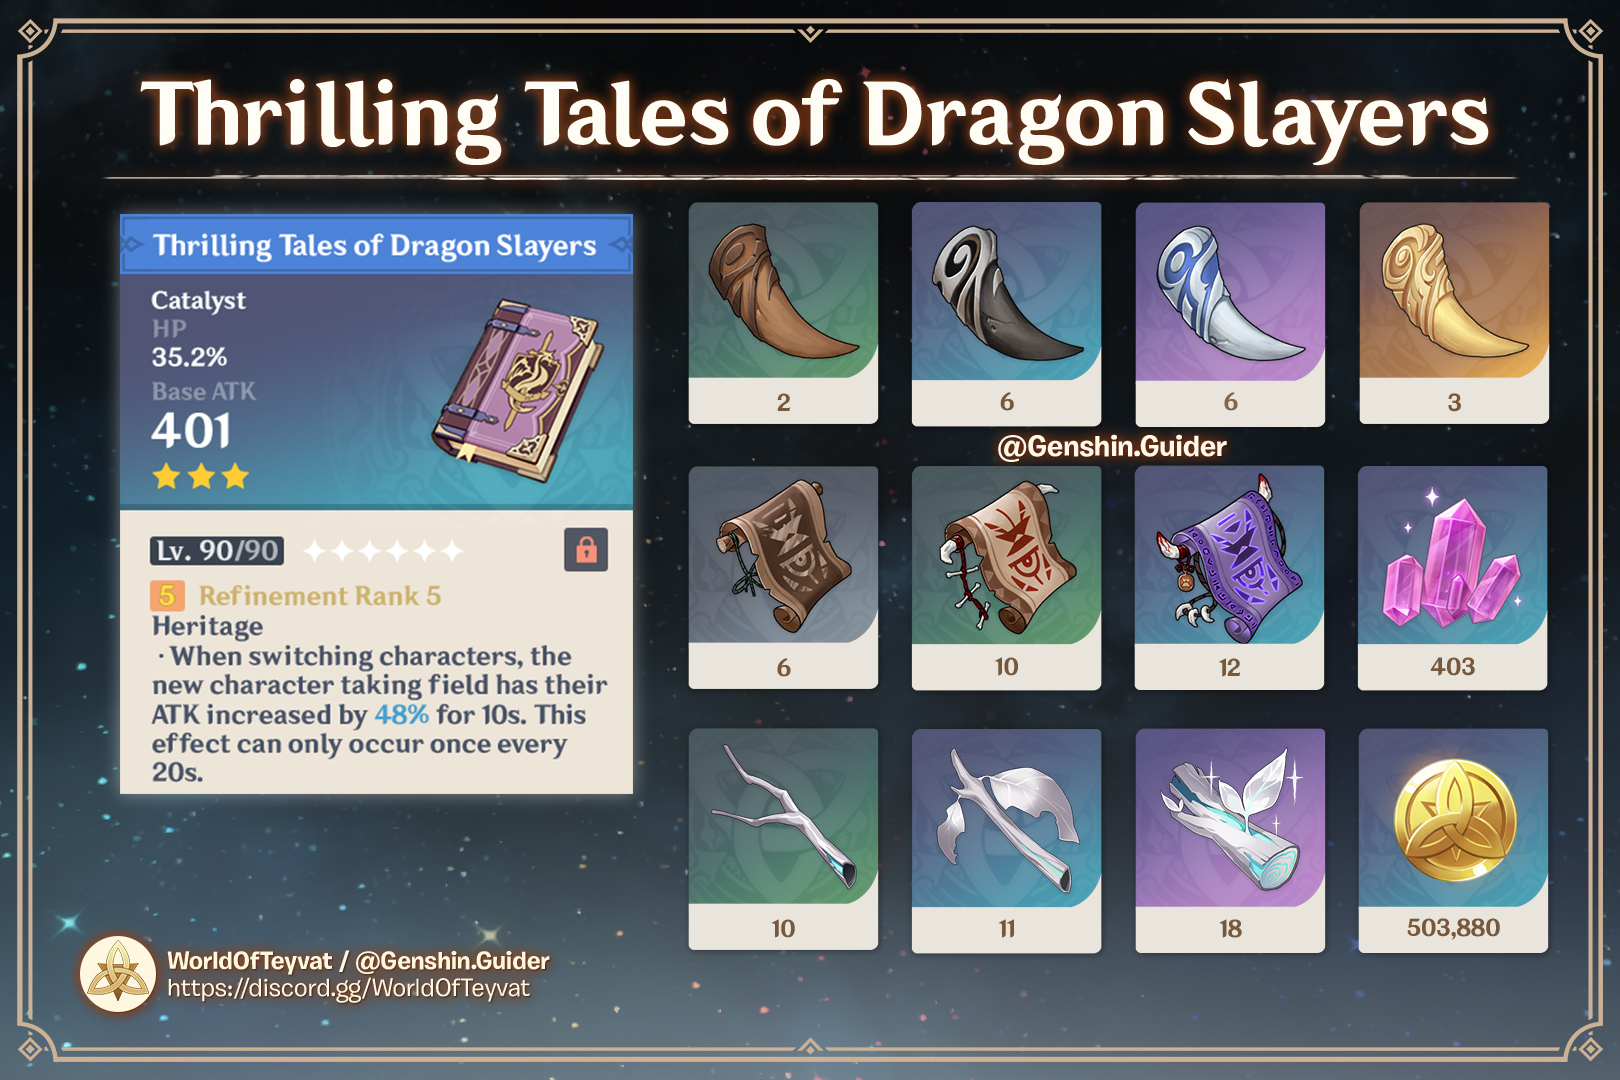 Thrilling Tales of Dragon Slayers
Thrilling Tales of Dragon Slayers
Catalyst
HP
35.2%
Base ATK
401
Lv. 90/90
5 Refinement Rank 5
Heritage
· When switching characters, the
new character taking field has their
ATK increased by 48% for 10s. This
effect can only occur once every
20s.
2 6 6 3
@Genshin.Guider
6 10 12 403
10 11 18 503,880
WorldOfTeyvat / @Genshin.Guider
https://discord.gg/WorldOfTeyvat